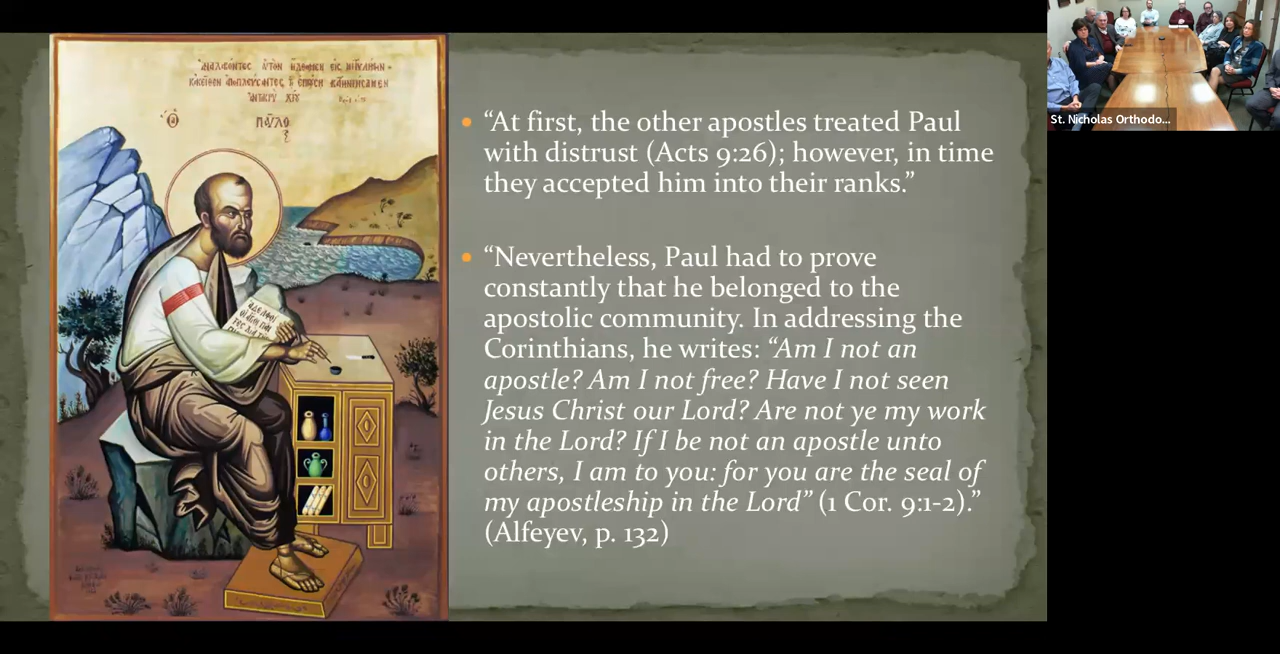 Ὁ
“At first, the other apostles treated Paul
with distrust (Acts 9:26); however, in time
they accepted him into their ranks.”
“Nevertheless, Paul had to prove
constantly that he belonged to the
apostolic community. In addressing the
Corinthians, he writes: “Am I not an
apostle? Am I not free? Have I not seen
Jesus Christ our Lord? Are not ye my work
in the Lord? If I be not an apostle unto
others, I am to you: for you are the seal of
my apostleship in the Lord” (1 Cor. 9:1-2).”
(Alfeyev, p. 132)
St. Nicholas Orthodo...